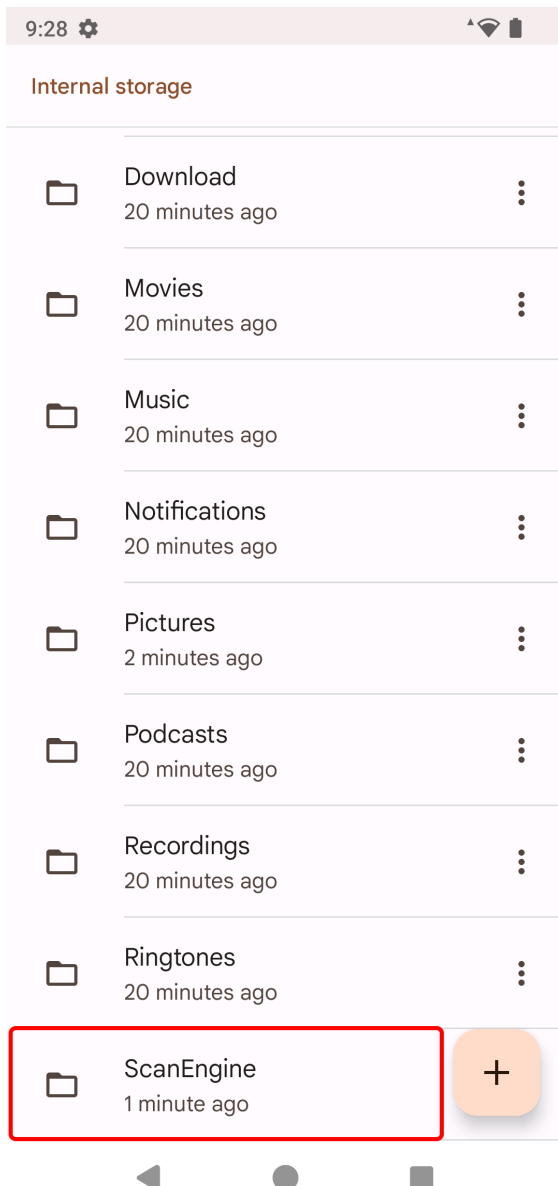 9:28
Internal storage
Download
20 minutes ago
Movies
20 minutes ago
Music
20 minutes ago
Notifications
20 minutes ago
Pictures
2 minutes ago
Podcasts
20 minutes ago
Recordings
20 minutes ago
Ringtones
20 minutes ago
ScanEngine
1 minute ago